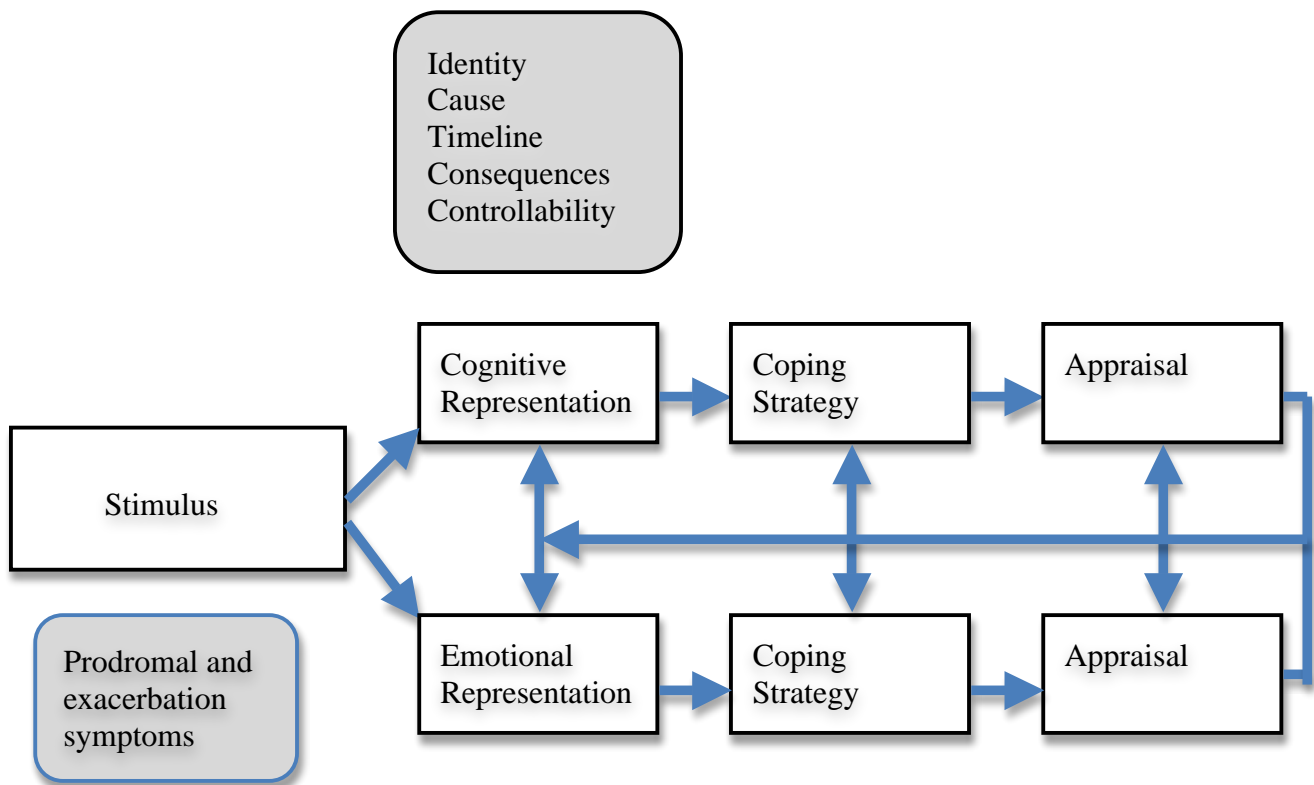 Identity
Cause
Timeline
Consequences
Controllability
Cognitive
Representation
Coping
Strategy
Appraisal
Stimulus
Emotional
Representation
Coping
Strategy
Appraisal
Prodromal and
exacerbation
symptoms